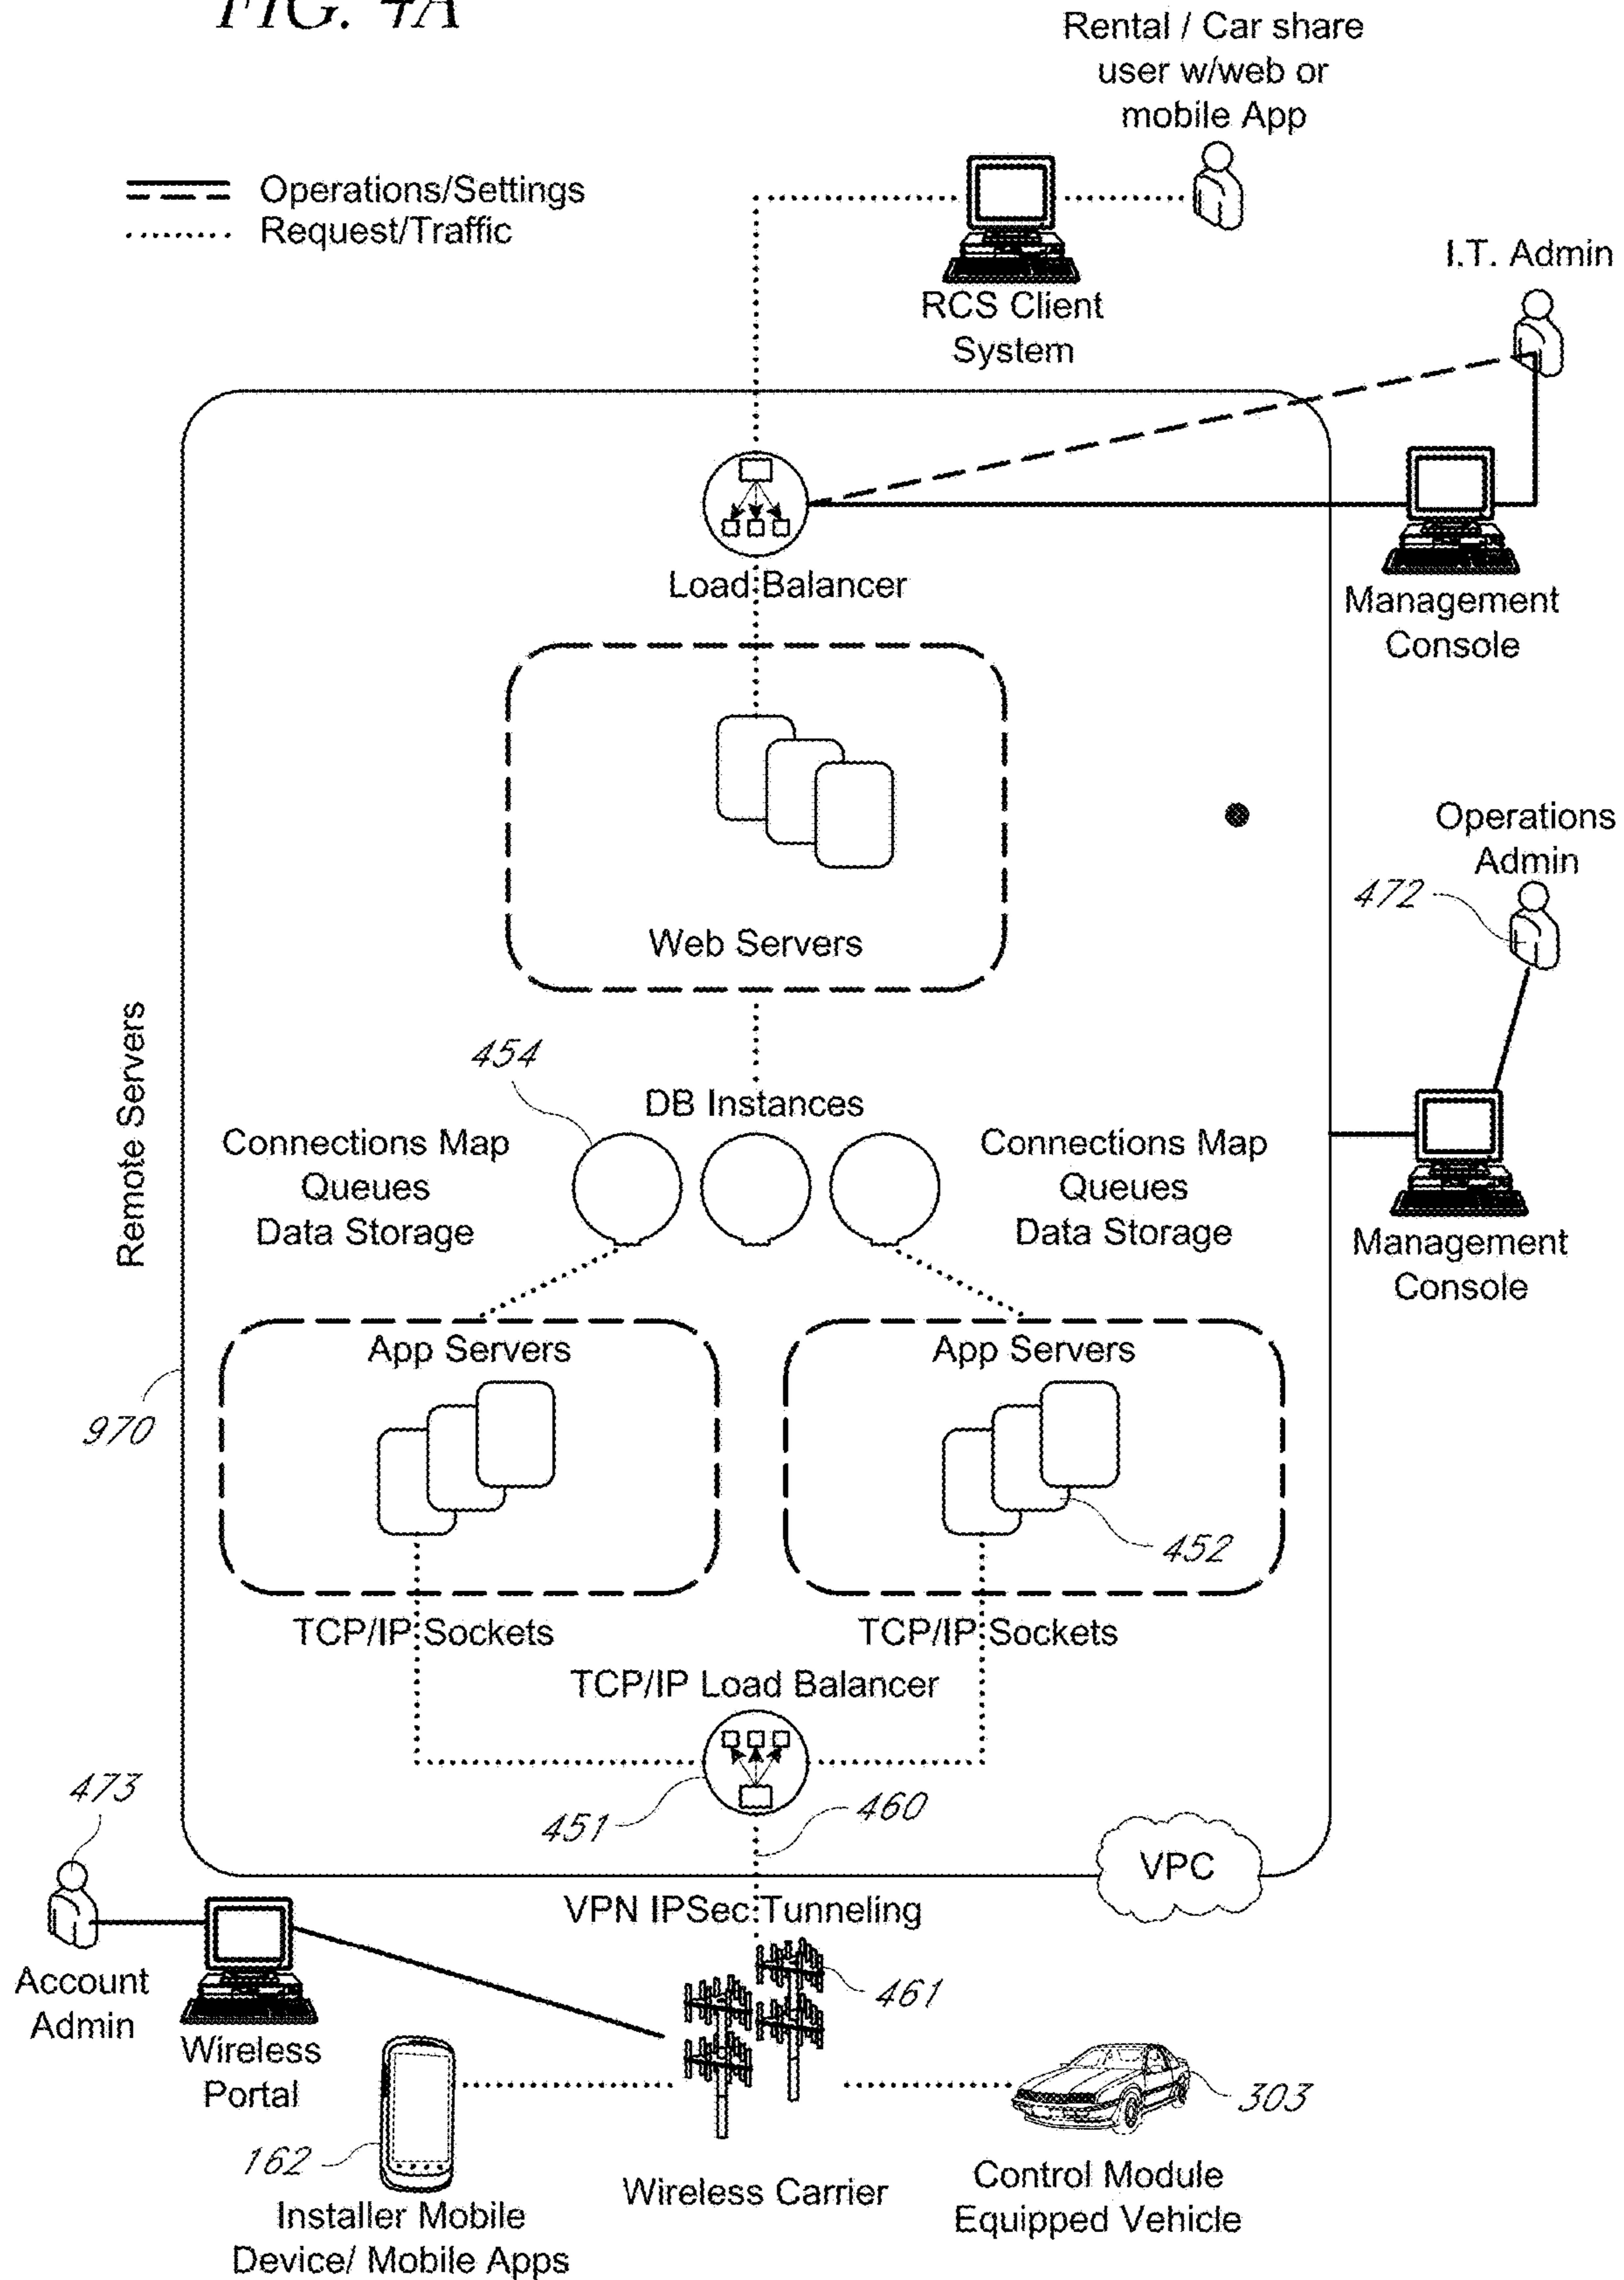 FIG. 4A
Rental / Car share
user w/web or
mobile App
Operations/Settings
Request/Traffic
I.T. Admin
RCS Client
System
Load Balancer
Management
Console
Operations
Admin
472
Web Servers
Remote Servers
454
DB Instances
Connections Map
Queues
Data Storage
Connections Map
Queues
Data Storage
Management
Console
App Servers
App Servers
970
452
TCP/IP Sockets
TCP/IP Sockets
TCP/IP Load Balancer
473
451
460
VPC
VPN IPSec Tunneling
Account
Admin
461
Wireless
Portal
303
162
Wireless Carrier
Control Module
Equipped Vehicle
Installer Mobile
Device/ Mobile Apps